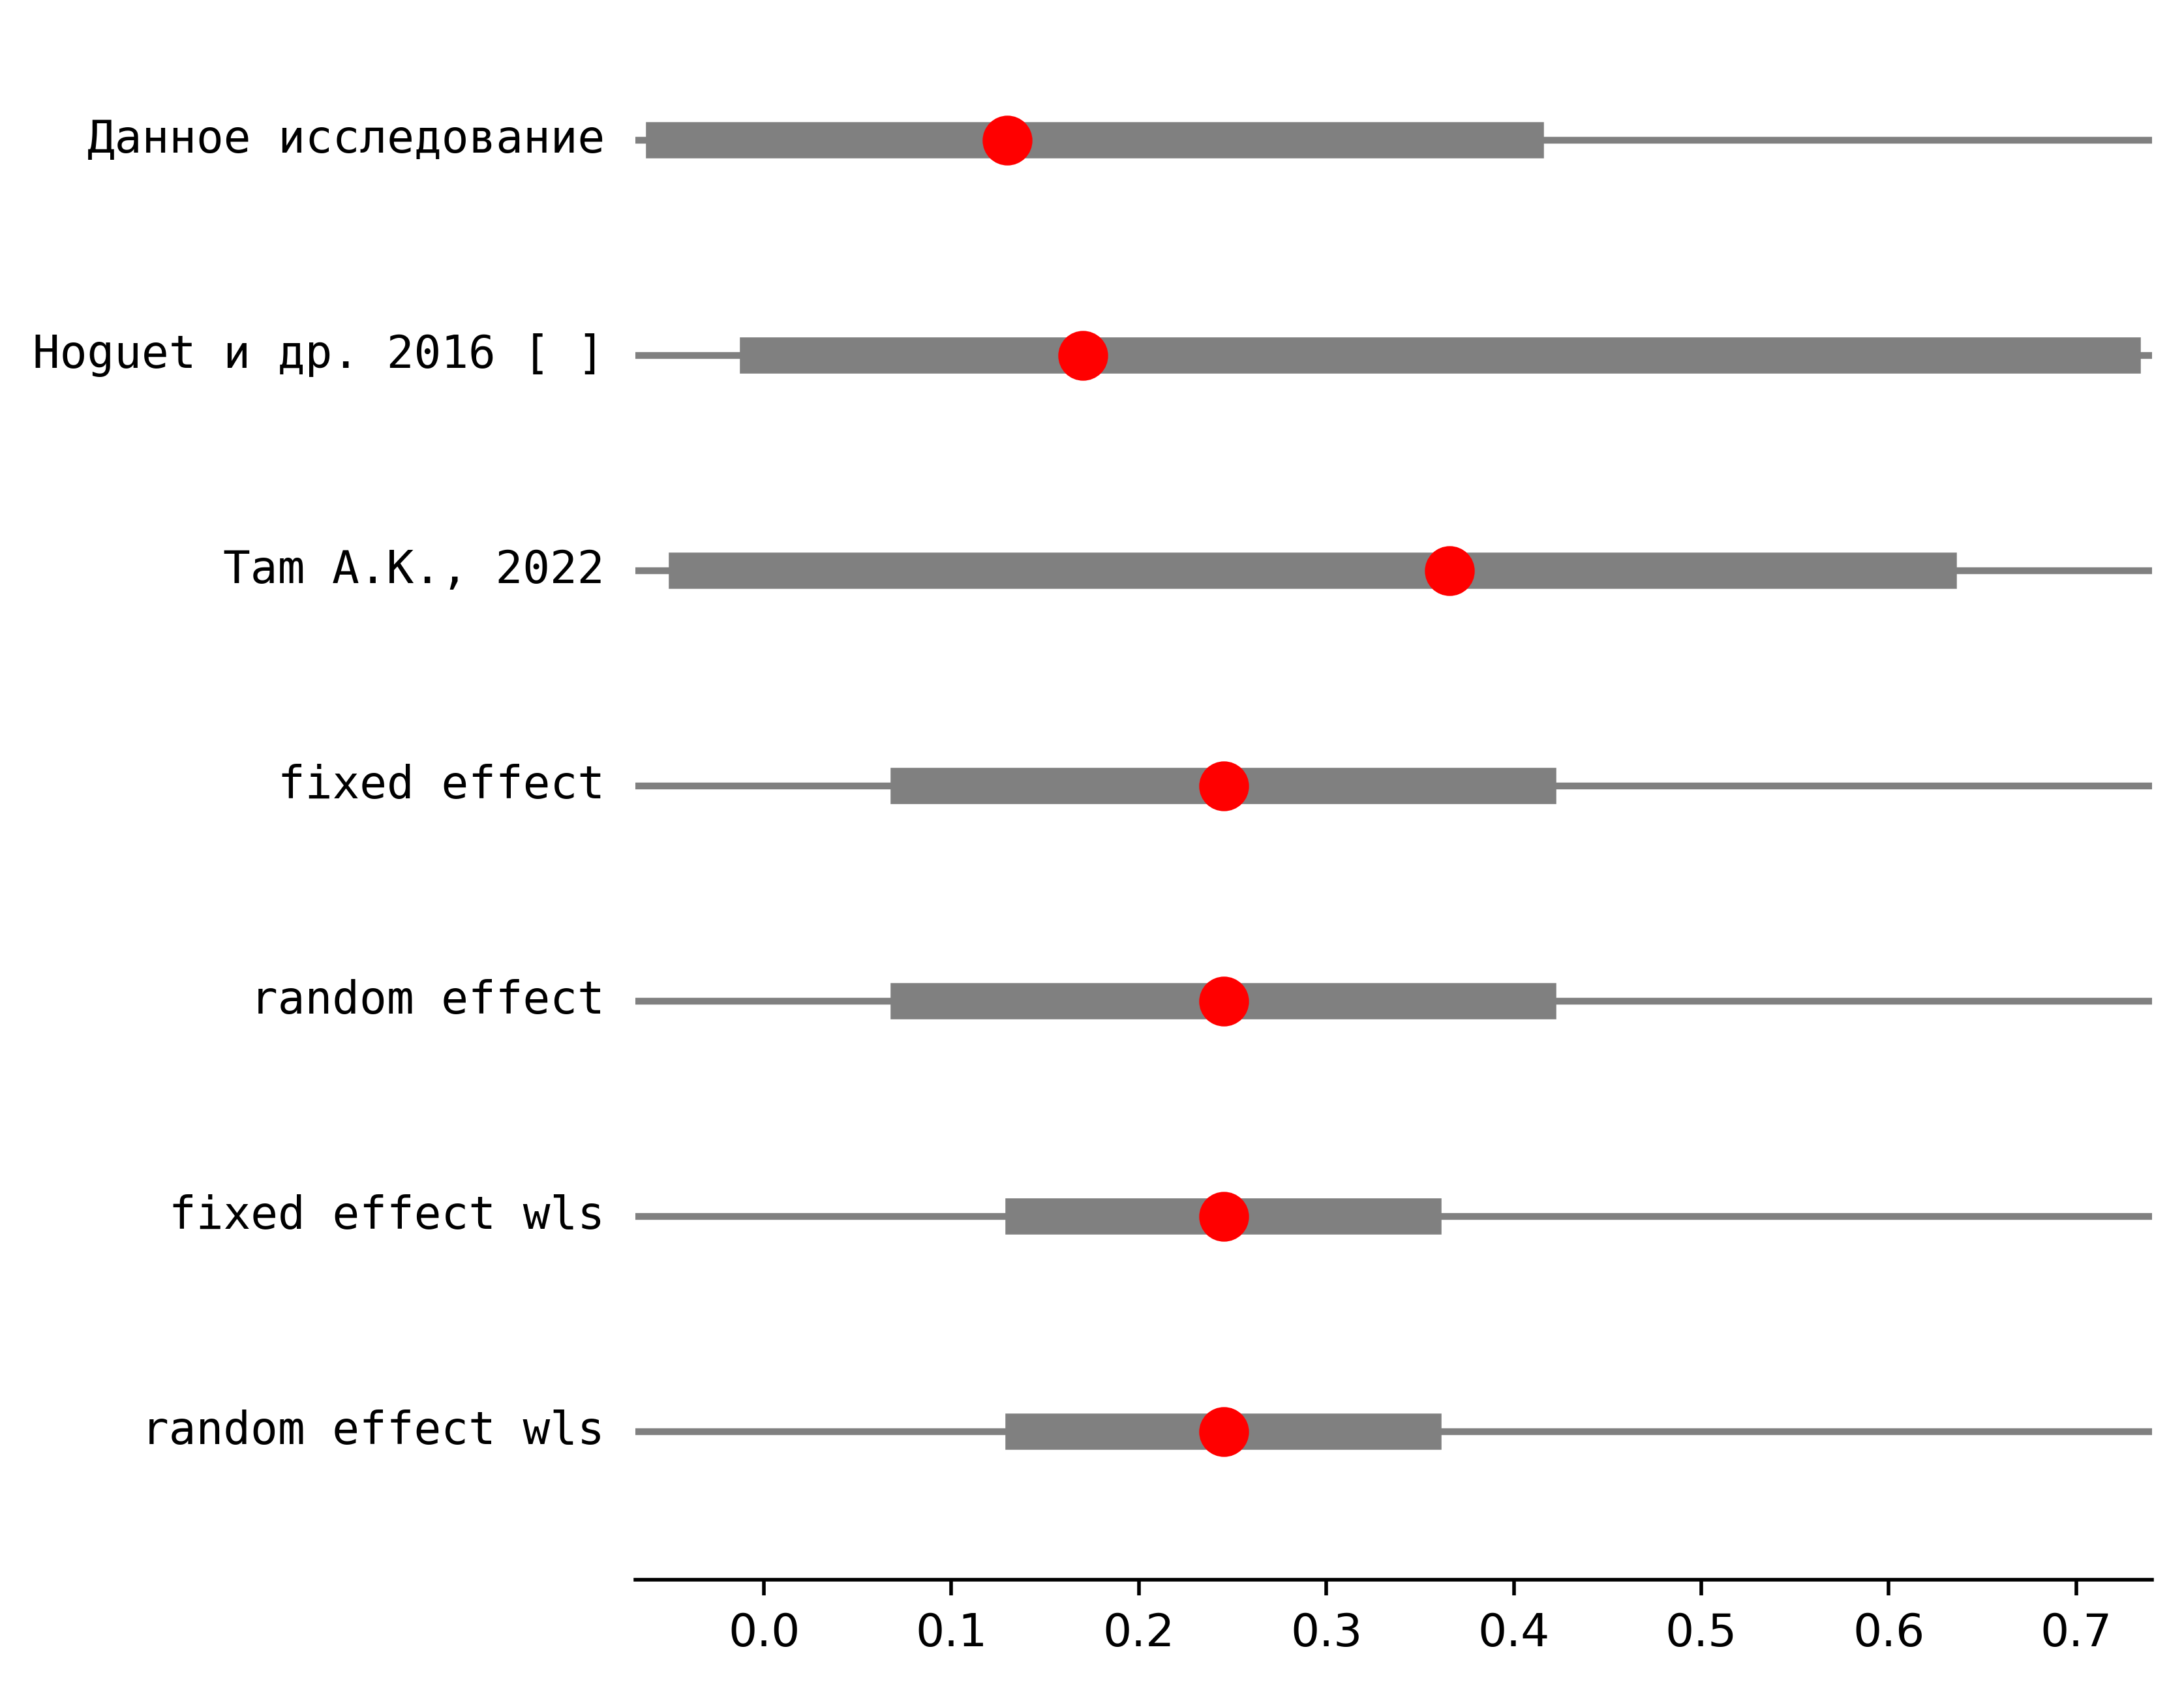 Данное исследование
Hoguet и др. 2016 [ ]
Tam A.K., 2022
fixed effect
random effect
fixed effect wls
random effect wls
0.0 0.1 0.2 0.3 0.4 0.5 0.6 0.7